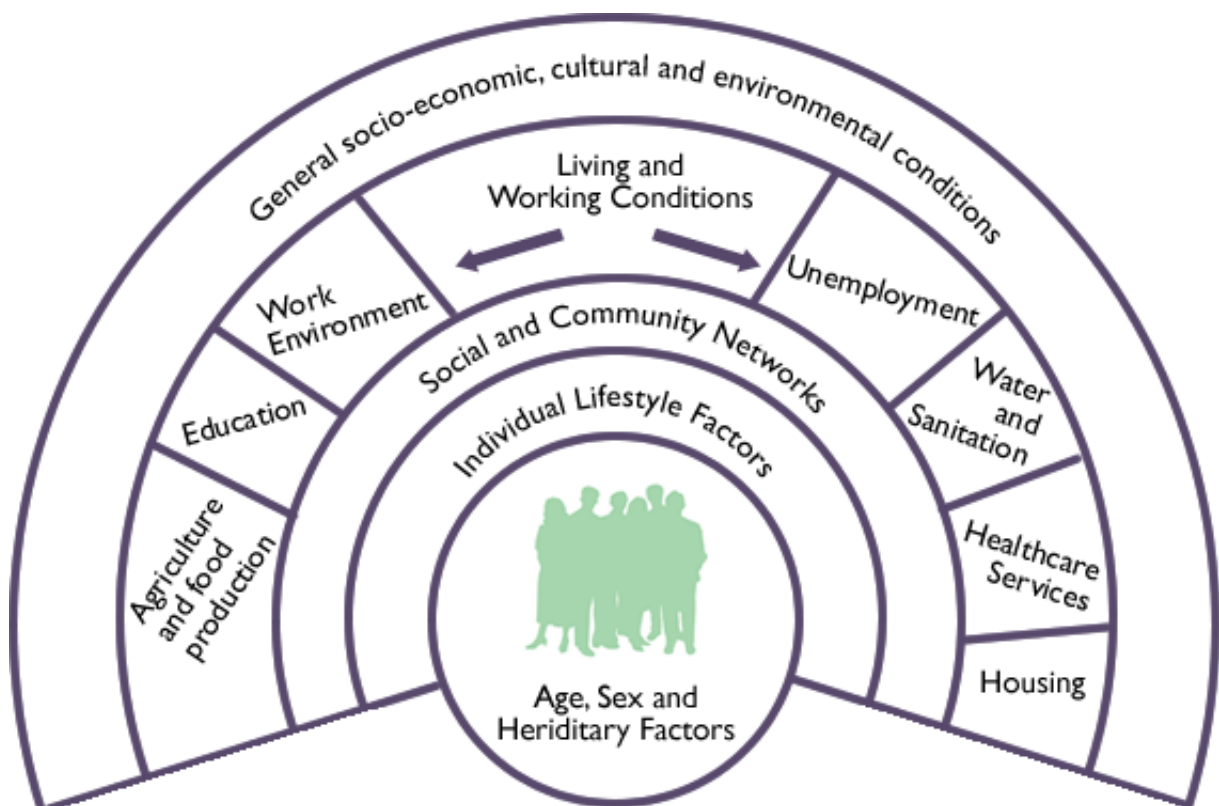 General socio-economic, cultural and environmental conditions
Living and
Working Conditions
Agriculture
and food
production
Education
Work
Environment
Unemployment
Water
and
Sanitation
Healthcare
Services
Housing
Social and Community Networks
Individual Lifestyle Factors
Age, Sex and
Heriditary Factors